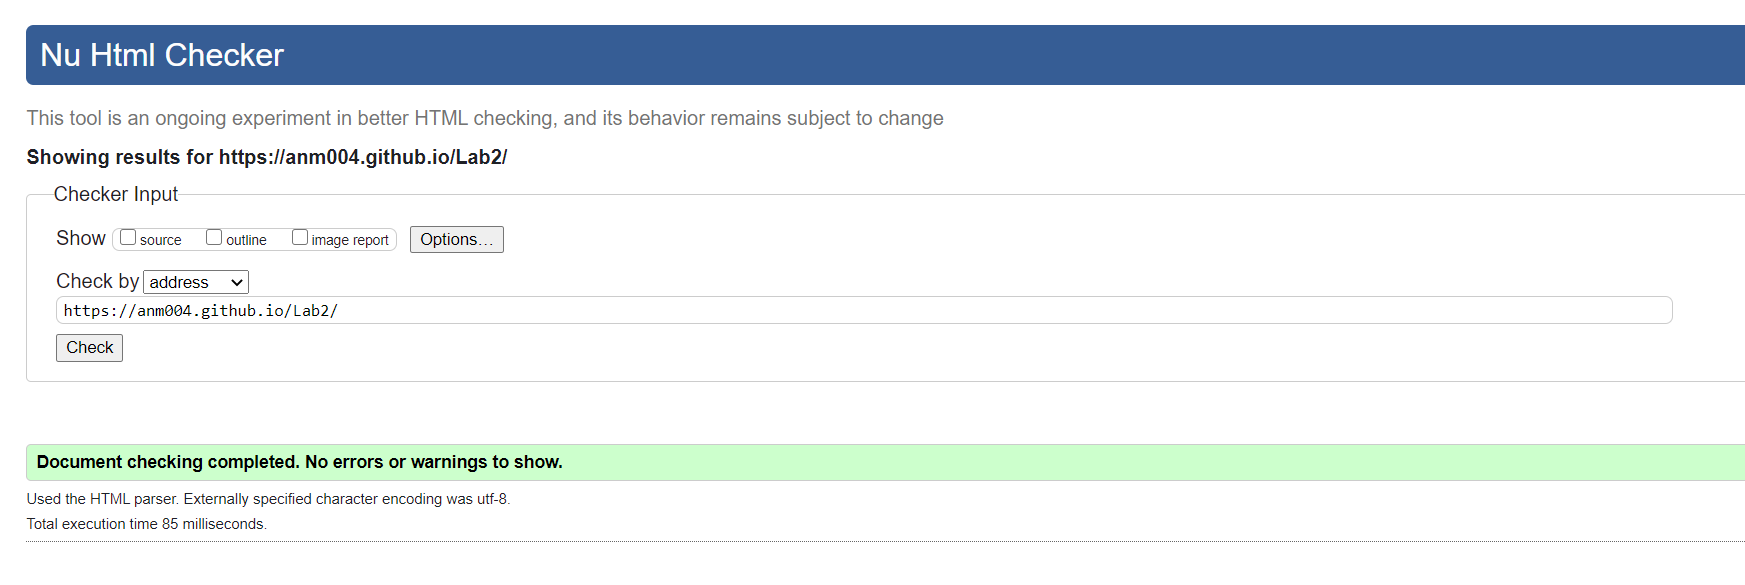 Nu Html Checker
This tool is an ongoing experiment in better HTML checking, and its behavior remains subject to change
Showing results for https://anm004.github.io/Lab2/
Checker Input
Show source outline image report Options...
Check by address
https://anm004.github.io/Lab2/
Check
Document checking completed. No errors or warnings to show.
Used the HTML parser. Externally specified character encoding was utf-8.
Total execution time 85 milliseconds.